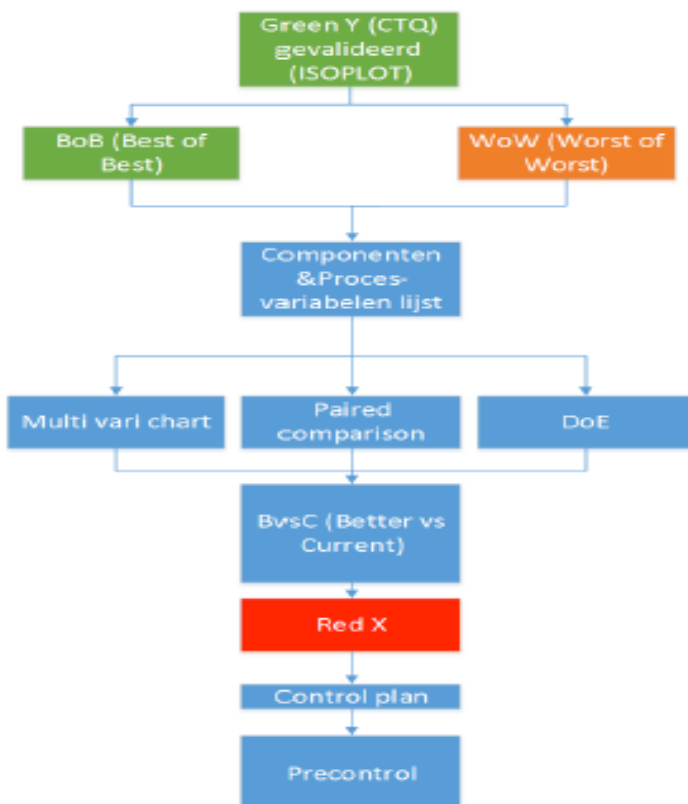 Green Y (CTQ)
gevalideerd
(ISOPLOT)
BoB (Best of
Best)
WoW (Worst of
Worst)
Componenten
&Proces-
variabelen lijst
Multi vari chart
Paired
comparison
DoE
BvsC (Better vs
Current)
Red X
Control plan
Precontrol